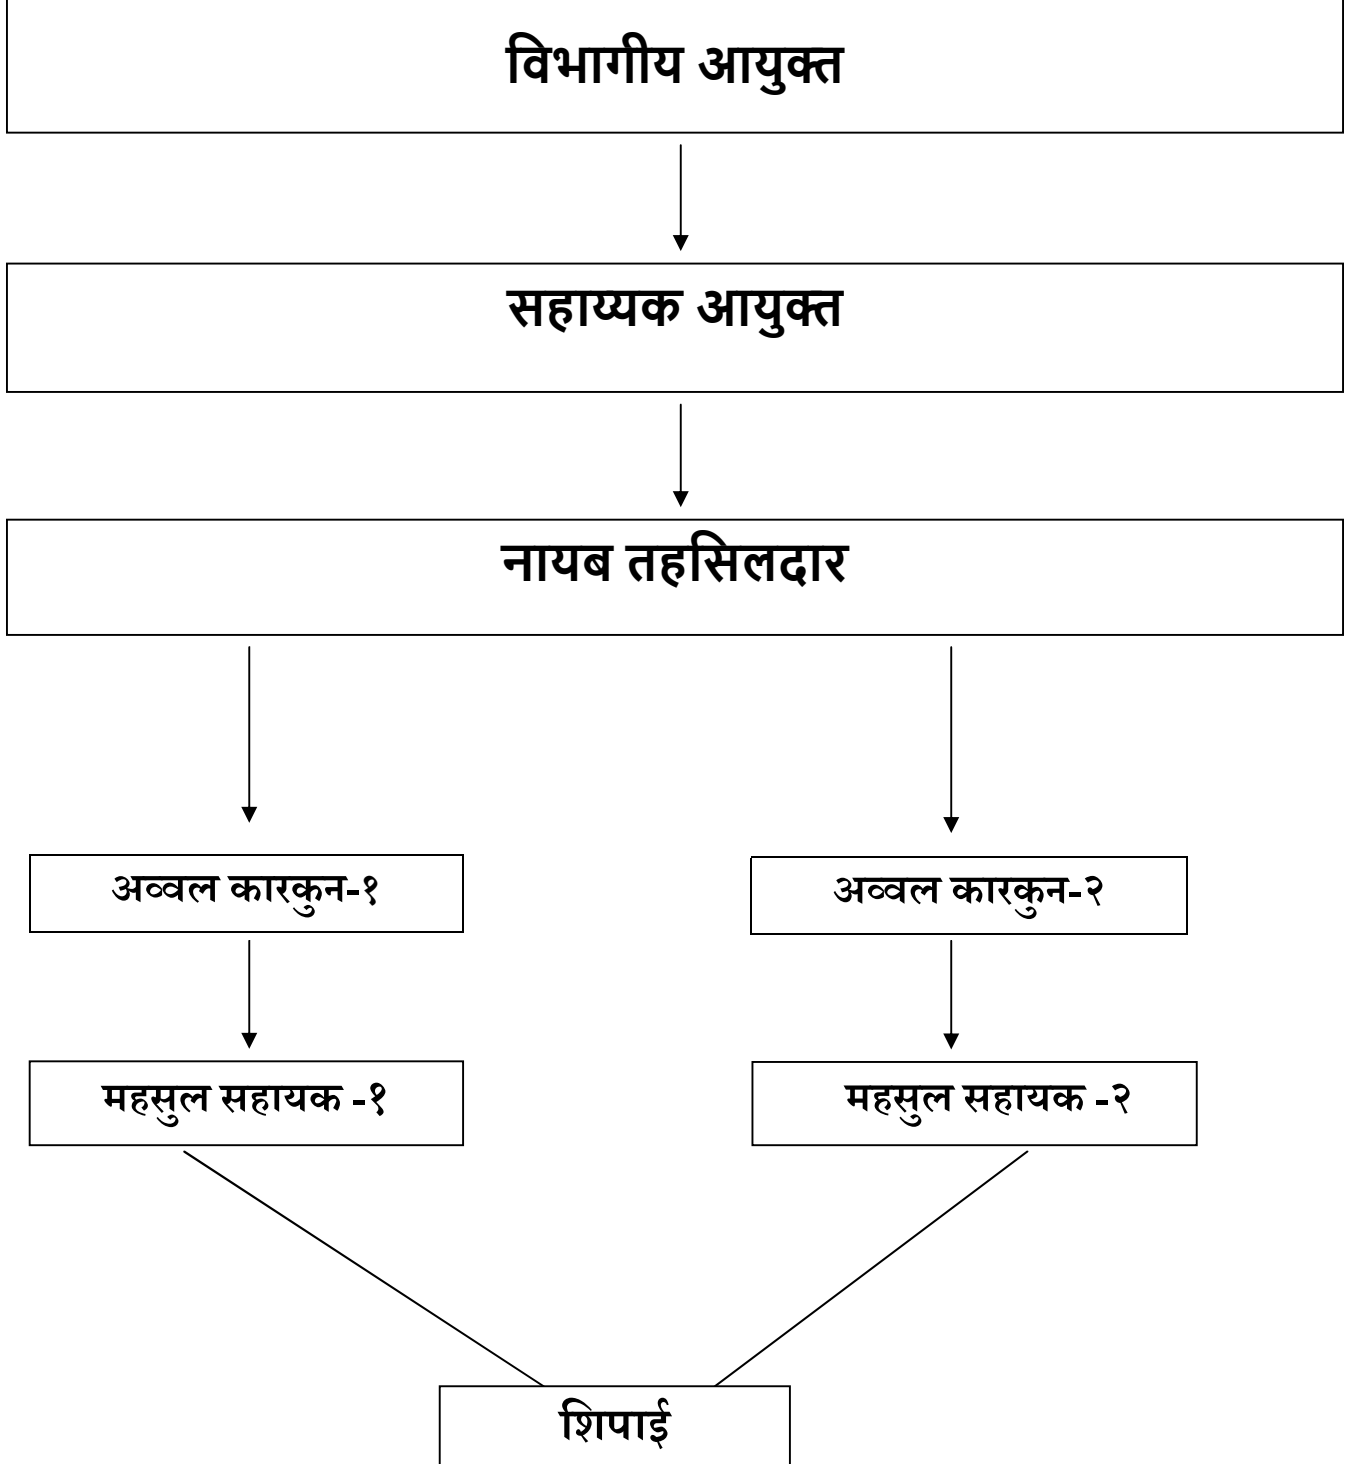 विभागीय आयुक्त
सहाय्यक आयुक्त
नायब तहसिलदार
अव्वल कारकुन-१
अव्वल कारकुन-२
महसुल सहायक -१
महसुल सहायक -२
शिपाई